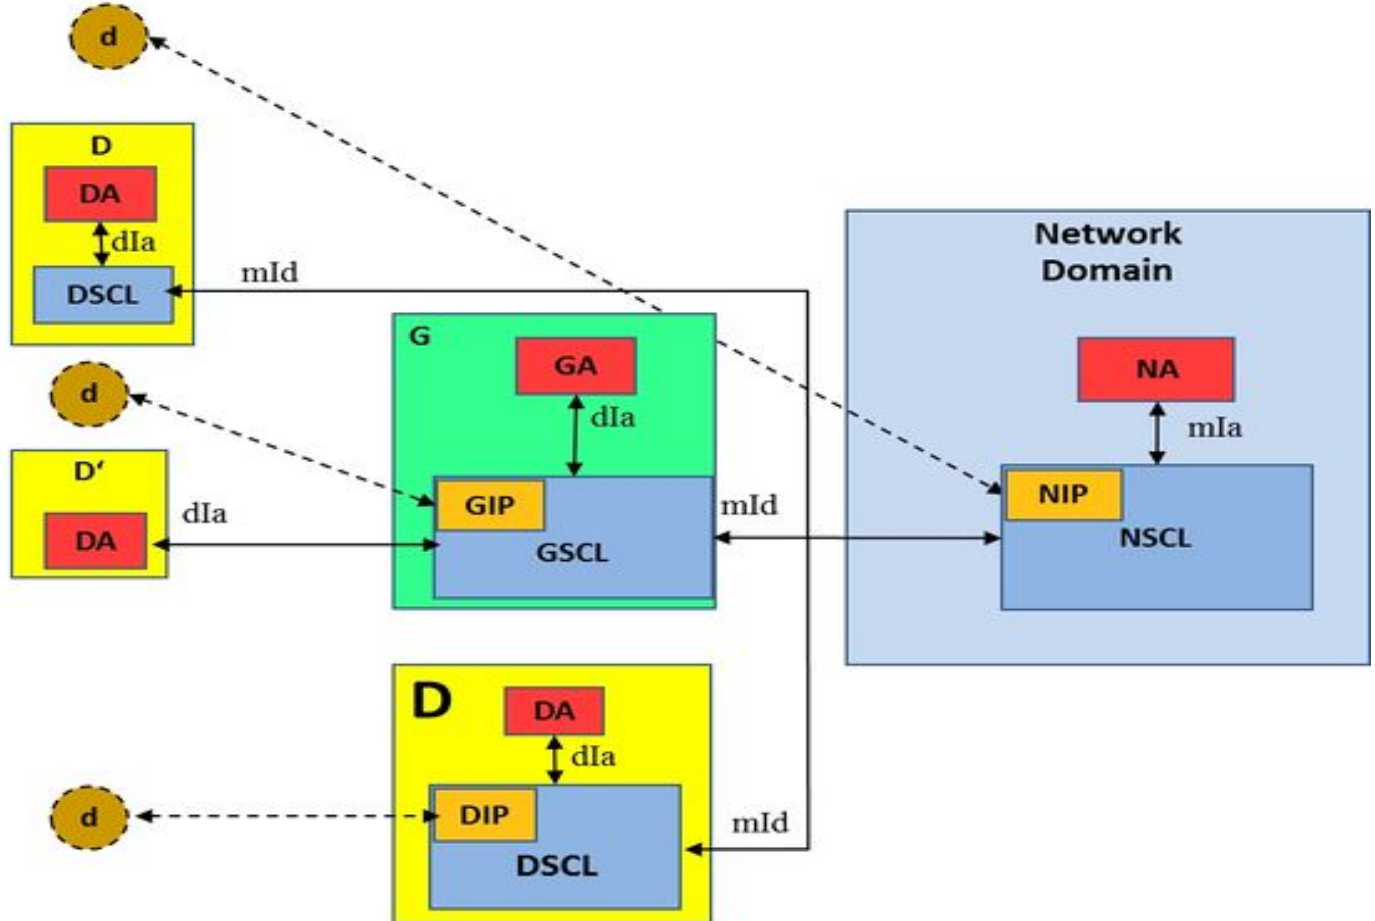 d
D
DA
dIa
DSCL
mId
Network
Domain
G
GA
dIa
NA
mIa
d
D‘
DA
dIa
GIP
GSCL
mId
NIP
NSCL
D
DA
dIa
d
DIP
DSCL
mId